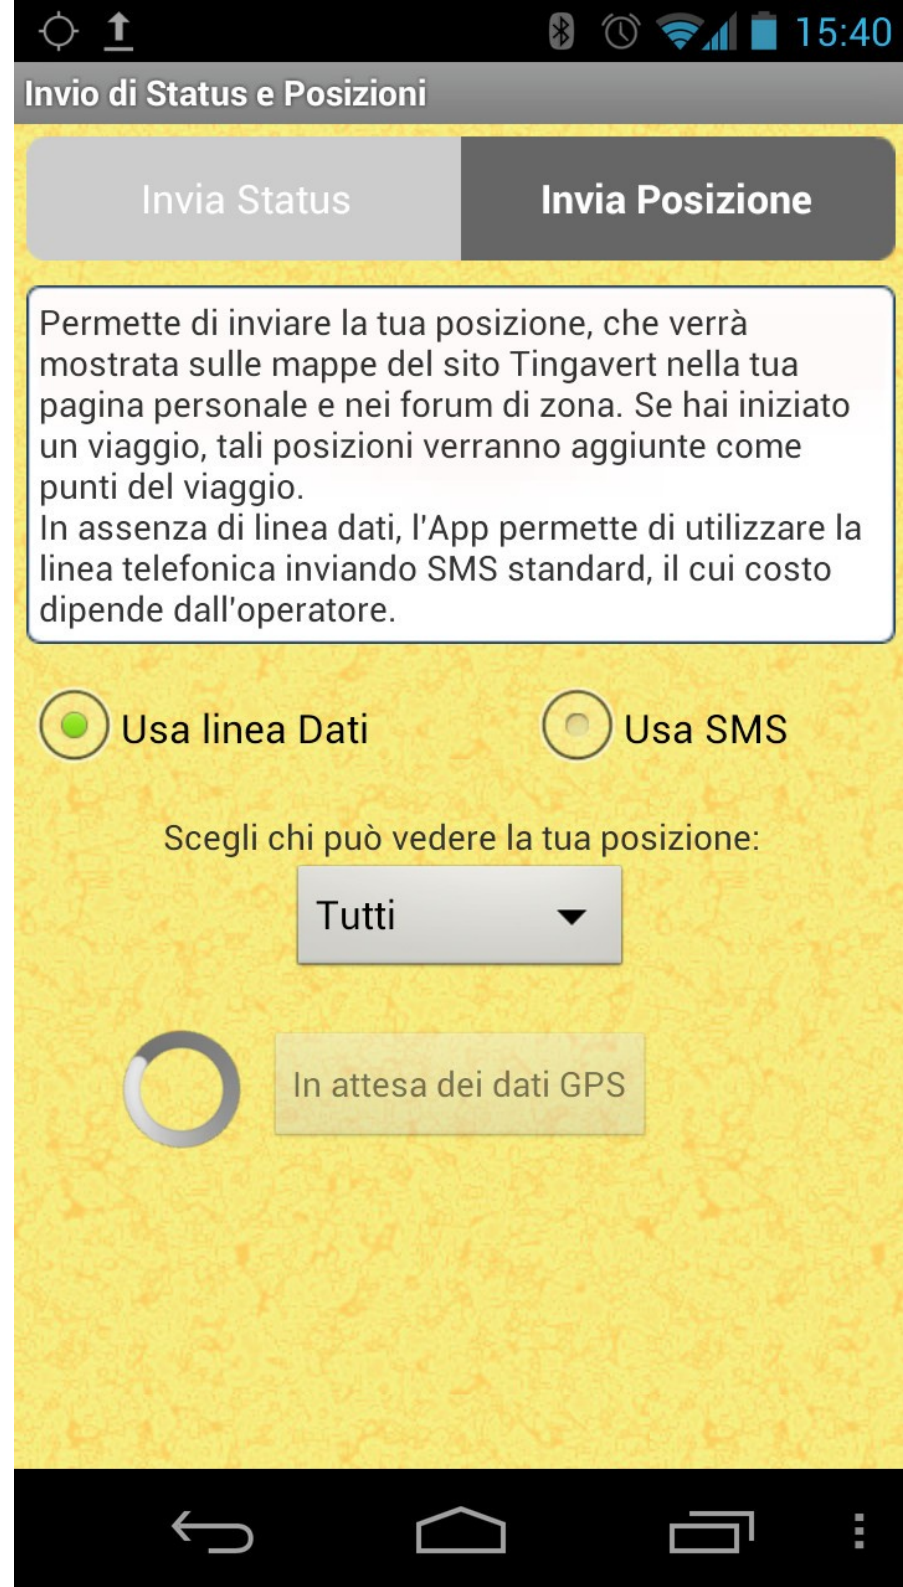 15:40
Invio di Status e Posizioni
Invia Status
Invia Posizione
Permette di inviare la tua posizione, che verrà
mostrata sulle mappe del sito Tingavert nella tua
pagina personale e nei forum di zona. Se hai iniziato
un viaggio, tali posizioni verranno aggiunte come
punti del viaggio.
In assenza di linea dati, l'App permette di utilizzare la
linea telefonica inviando SMS standard, il cui costo
dipende dall'operatore.
Usa linea Dati
Usa SMS
Scegli chi può vedere la tua posizione:
Tutti
In attesa dei dati GPS